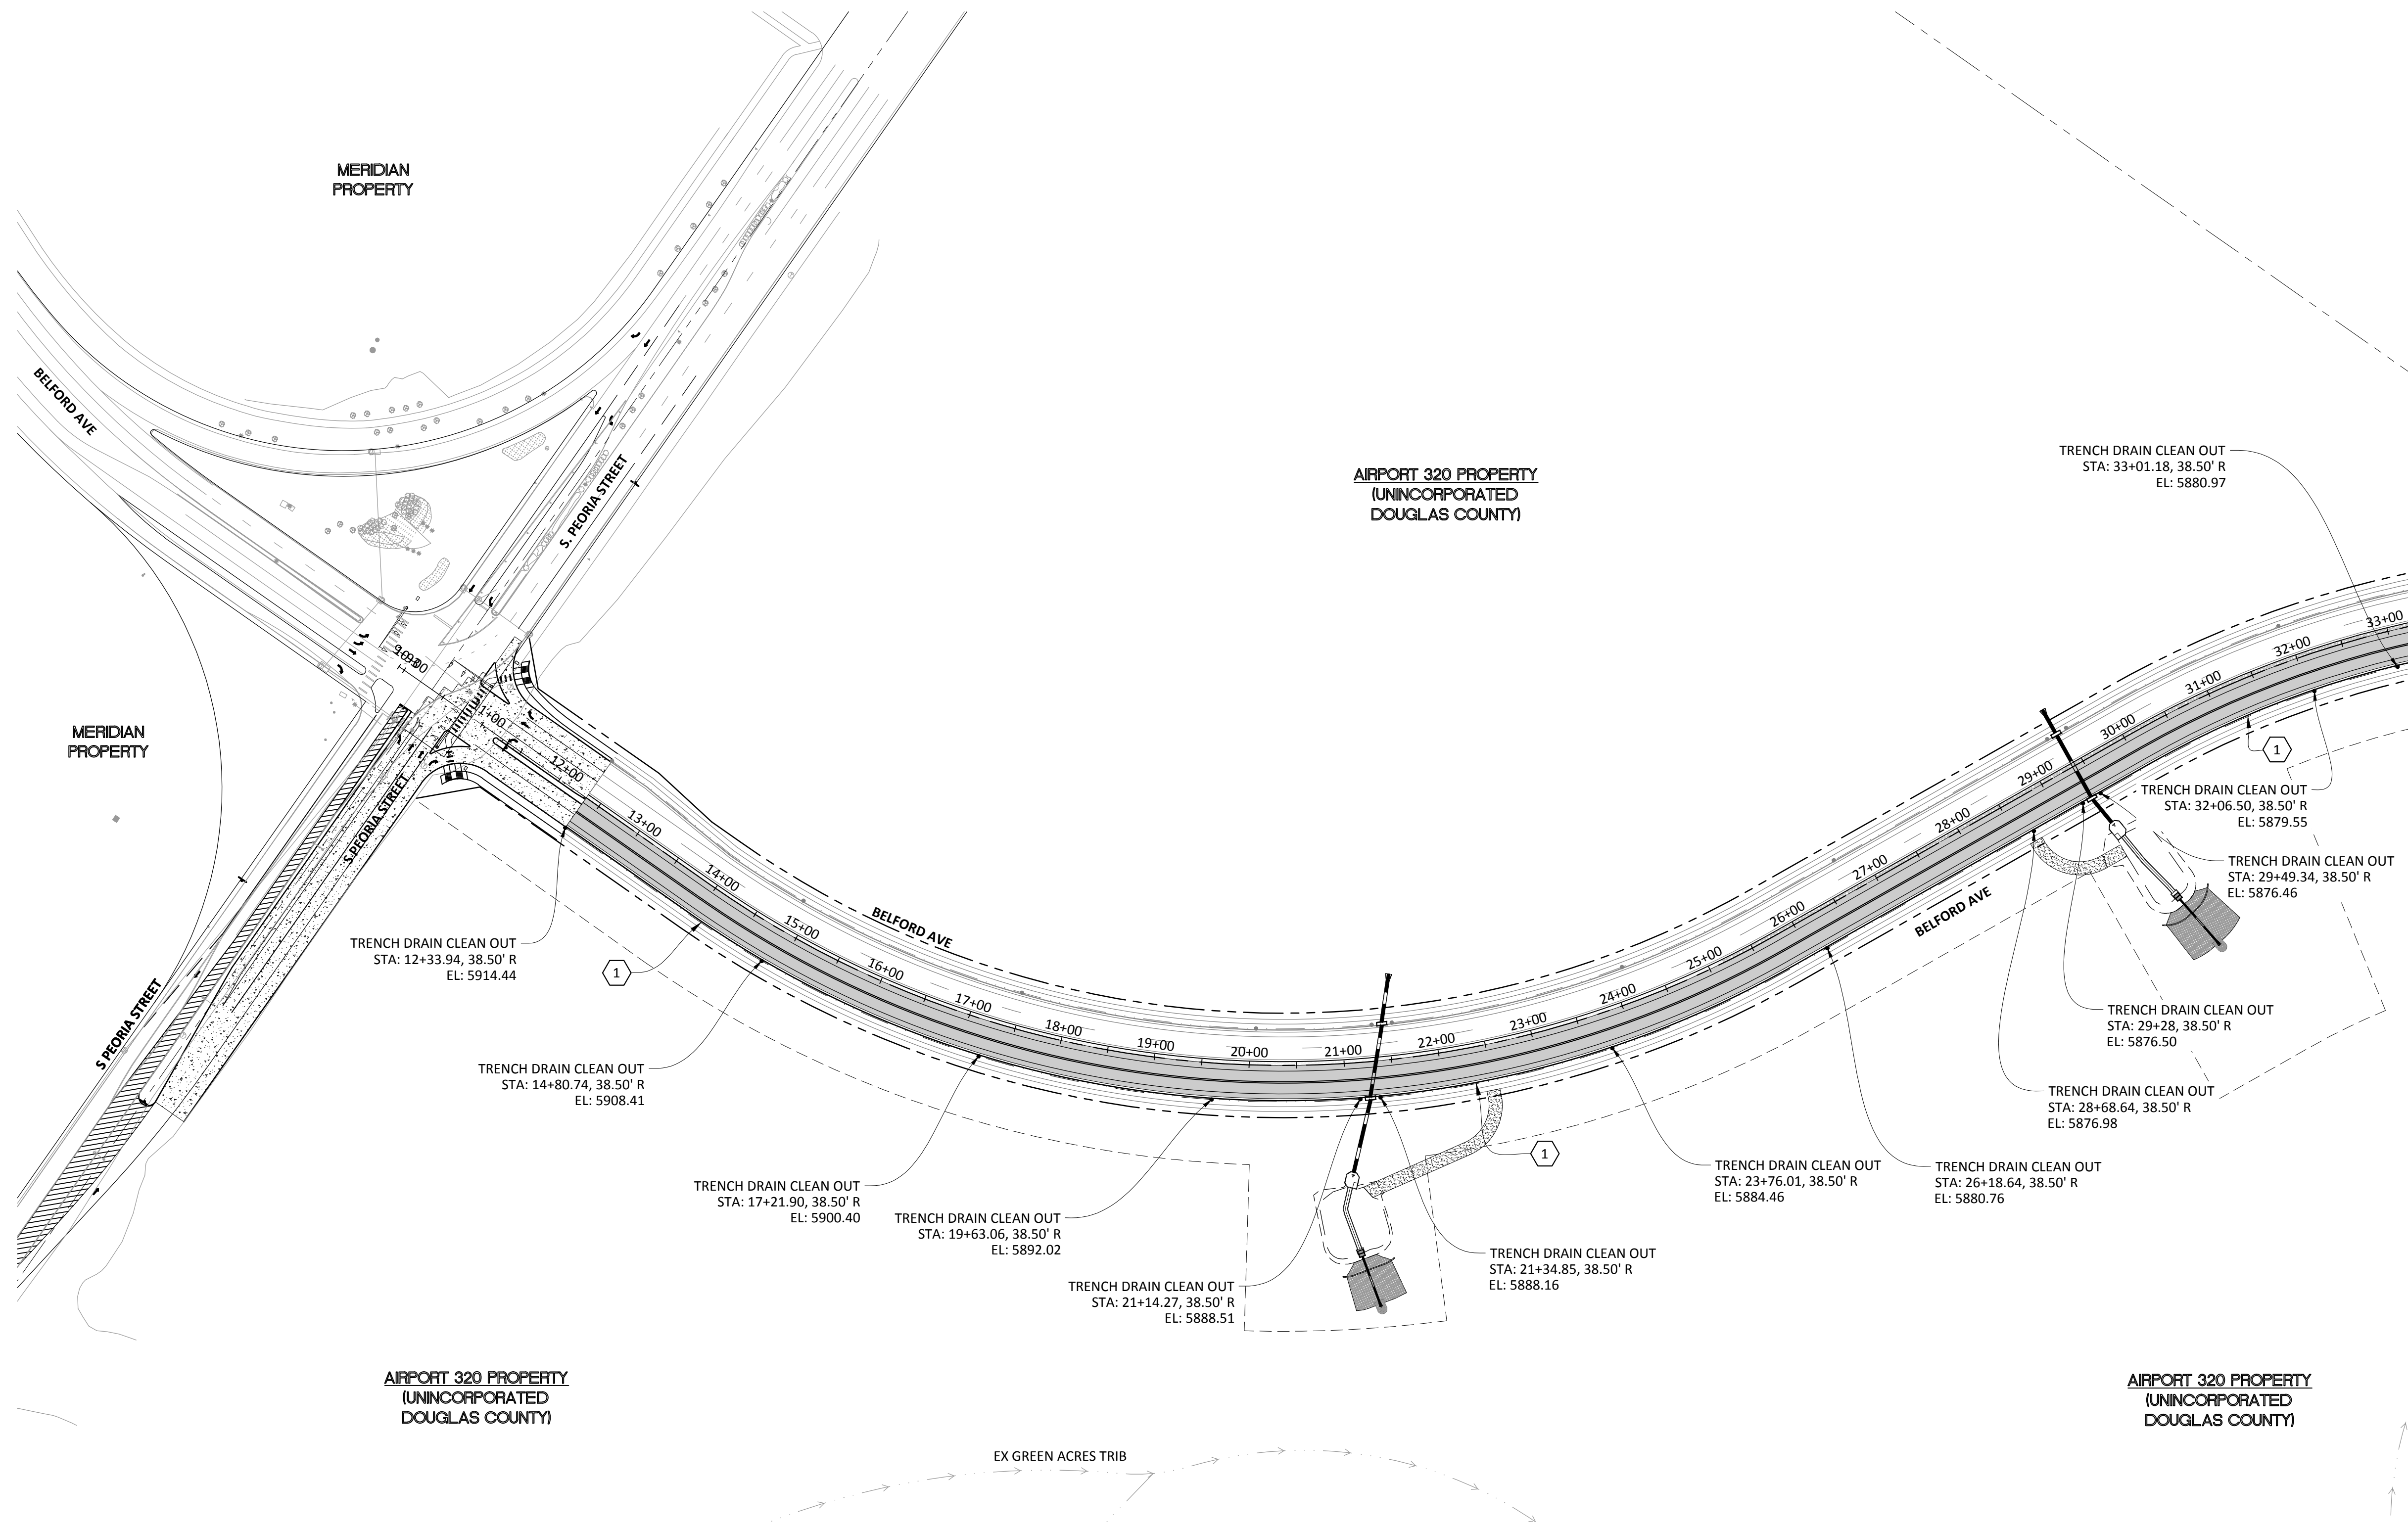 MERIDIAN
PROPERTY
BELFORD AVE
S. PEORIA STREET
AIRPORT 320 PROPERTY
(UNINCORPORATED
DOUGLAS COUNTY)
TRENCH DRAIN CLEAN OUT
STA: 33+01.18, 38.50' R
EL: 5880.97
MERIDIAN
PROPERTY
S PEORIA STREET
12+00
13+00
14+00
15+00
16+00
17+00
18+00
19+00
20+00
21+00
22+00
23+00
24+00
25+00
26+00
27+00
28+00
29+00
30+00
31+00
32+00
33+00
BELFORD AVE
BELFORD AVE
1
TRENCH DRAIN CLEAN OUT
STA: 32+06.50, 38.50' R
EL: 5879.55
TRENCH DRAIN CLEAN OUT
STA: 29+49.34, 38.50' R
EL: 5876.46
TRENCH DRAIN CLEAN OUT
STA: 12+33.94, 38.50' R
EL: 5914.44
1
S PEORIA STREET
TRENCH DRAIN CLEAN OUT
STA: 29+28, 38.50' R
EL: 5876.50
TRENCH DRAIN CLEAN OUT
STA: 14+80.74, 38.50' R
EL: 5908.41
TRENCH DRAIN CLEAN OUT
STA: 28+68.64, 38.50' R
EL: 5876.98
1
TRENCH DRAIN CLEAN OUT
STA: 17+21.90, 38.50' R
EL: 5900.40
TRENCH DRAIN CLEAN OUT
STA: 19+63.06, 38.50' R
EL: 5892.02
TRENCH DRAIN CLEAN OUT
STA: 23+76.01, 38.50' R
EL: 5884.46
TRENCH DRAIN CLEAN OUT
STA: 26+18.64, 38.50' R
EL: 5880.76
TRENCH DRAIN CLEAN OUT
STA: 21+14.27, 38.50' R
EL: 5888.51
TRENCH DRAIN CLEAN OUT
STA: 21+34.85, 38.50' R
EL: 5888.16
AIRPORT 320 PROPERTY
(UNINCORPORATED
DOUGLAS COUNTY)
AIRPORT 320 PROPERTY
(UNINCORPORATED
DOUGLAS COUNTY)
EX GREEN ACRES TRIB